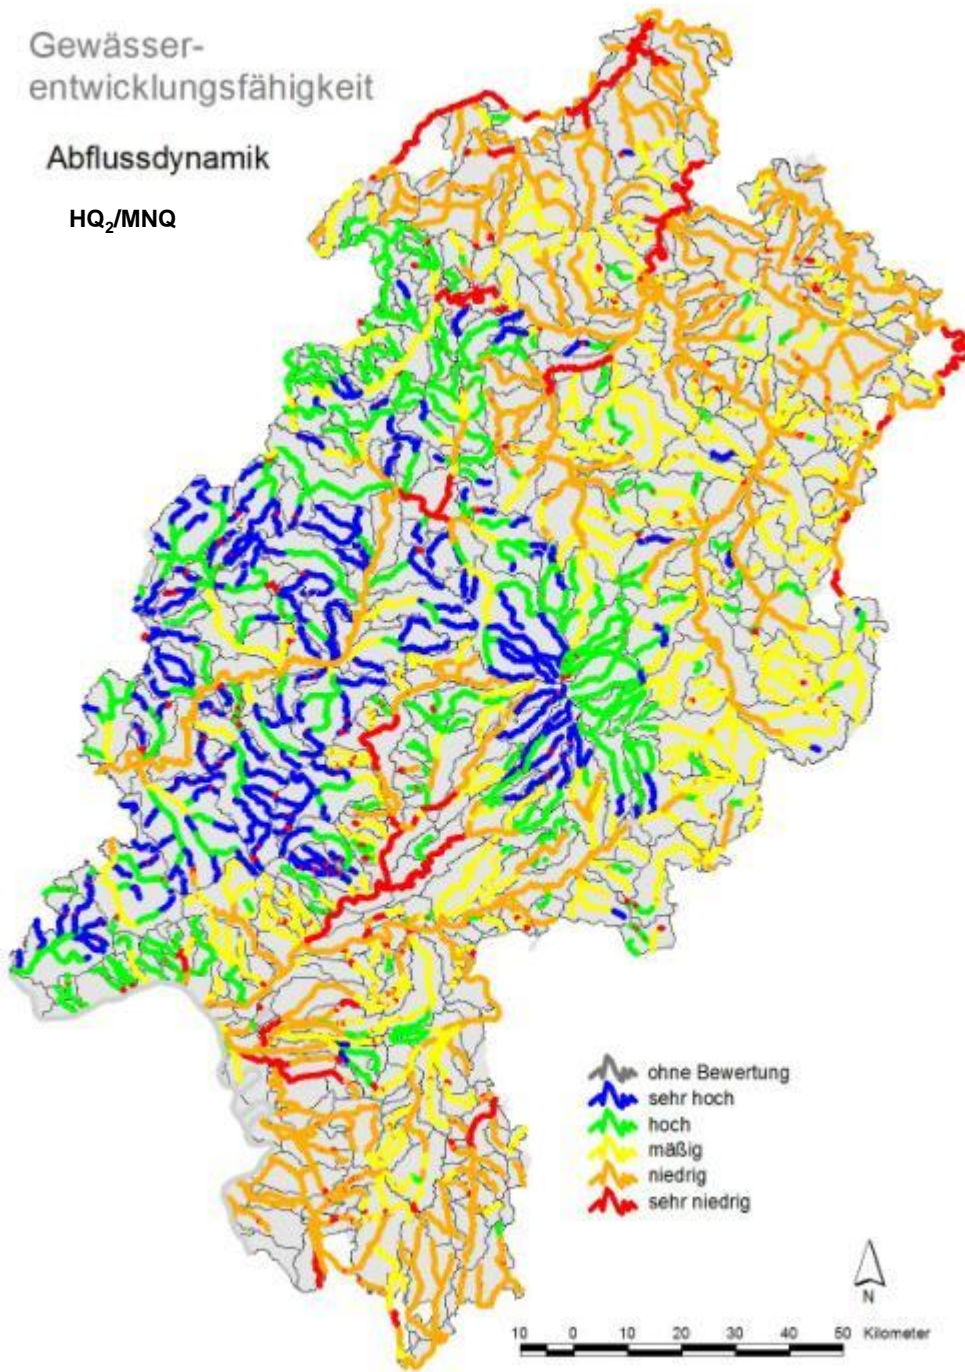 Gewässer-
entwicklungsfähigkeit
Abflussdynamik
HQ₂/MNQ
ohne Bewertung
sehr hoch
hoch
mäßig
niedrig
sehr niedrig
N
10 0 10 20 30 40 50 Kilometer